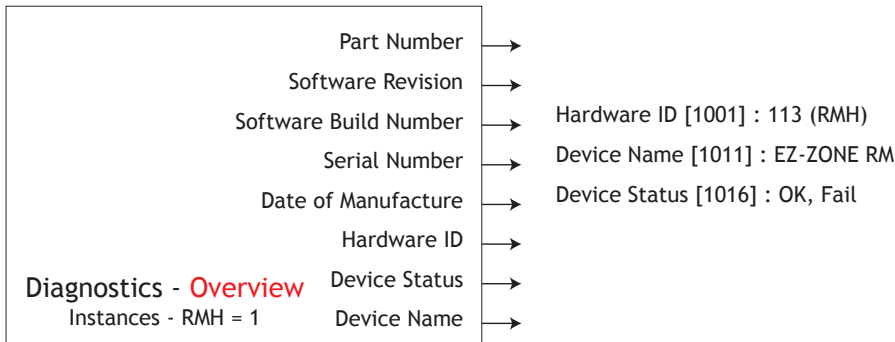 Part Number
Software Revision
Software Build Number
Serial Number
Date of Manufacture
Hardware ID
Device Status
Device Name
Diagnostics - Overview
Instances - RMH = 1
Hardware ID [1001] : 113 (RMH)
Device Name [1011] : EZ-ZONE RM
Device Status [1016] : OK, Fail